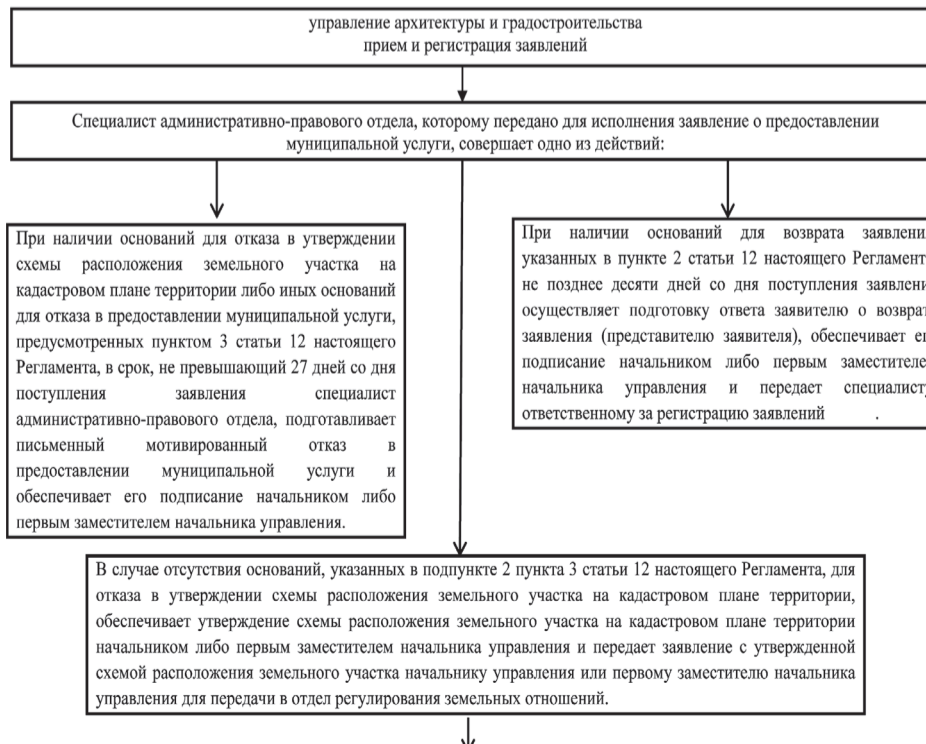 управление архитектуры и градостроительства
прием и регистрация заявлений
Специалист административно-правового отдела, которому передано для исполнения заявление о предоставлении
муниципальной услуги, совершает одно из действий:
При наличии оснований для отказа в утверждении
схемы расположения земельного участка на
кадастровом плане территории либо иных оснований
для отказа в предоставлении муниципальной услуги,
предусмотренных пунктом 3 статьи 12 настоящего
Регламента, в срок, не превышающий 27 дней со дня
поступления заявления специалист
административно-правового отдела, подготавливает
письменный мотивированный отказ в
предоставлении муниципальной услуги и
обеспечивает его подписание начальником либо
первым заместителем начальника управления.
При наличии оснований для возврата заявления
указанных в пункте 2 статьи 12 настоящего Регламент
не позднее десяти дней со дня поступления заявлени
осуществляет подготовку ответа заявителю о возврат
заявления (представителю заявителя), обеспечивает ег
подписание начальником либо первым заместителе
начальника управления и передает специалисту
ответственному за регистрацию заявлений .
В случае отсутствия оснований, указанных в подпункте 2 пункта 3 статьи 12 настоящего Регламента, для
отказа в утверждении схемы расположения земельного участка на кадастровом плане территории,
обеспечивает утверждение схемы расположения земельного участка на кадастровом плане территории
начальником либо первым заместителем начальника управления и передает заявление с утвержденной
схемой расположения земельного участка начальнику управления или первому заместителю начальника
управления для передачи в отдел регулирования земельных отношений.